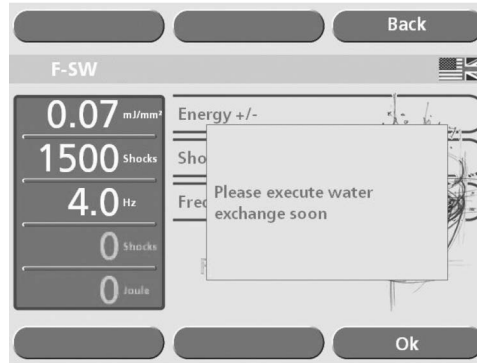 Back
F-SW
0.07 mJ/mm²
Energy +/-
1500 Shocks
Sho
4.0 Hz
Freq
Please execute water
exchange soon
0 Shocks
0 Joule
Ok